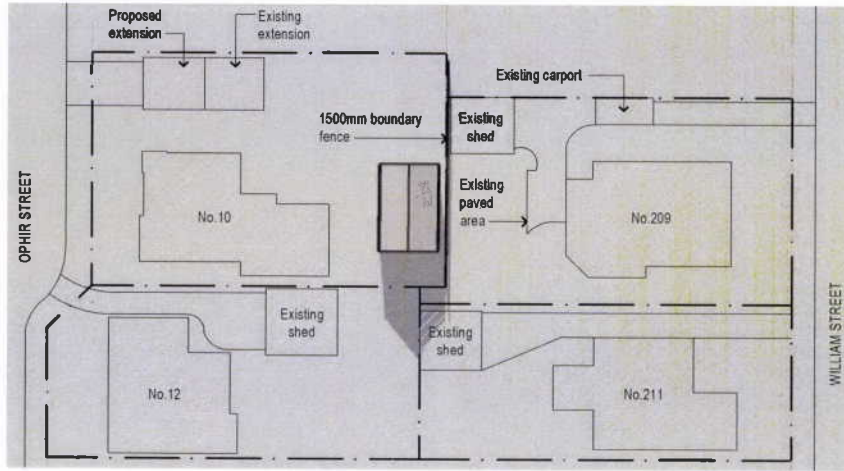 Proposed
extension
Existing
extension
Existing carport
1500mm boundary
fence
Existing
shed
OPHIR STREET
No.10
Existing
paved
area
No.209
Existing
shed
Existing
shed
WILLIAM STREET
No.12
No.211